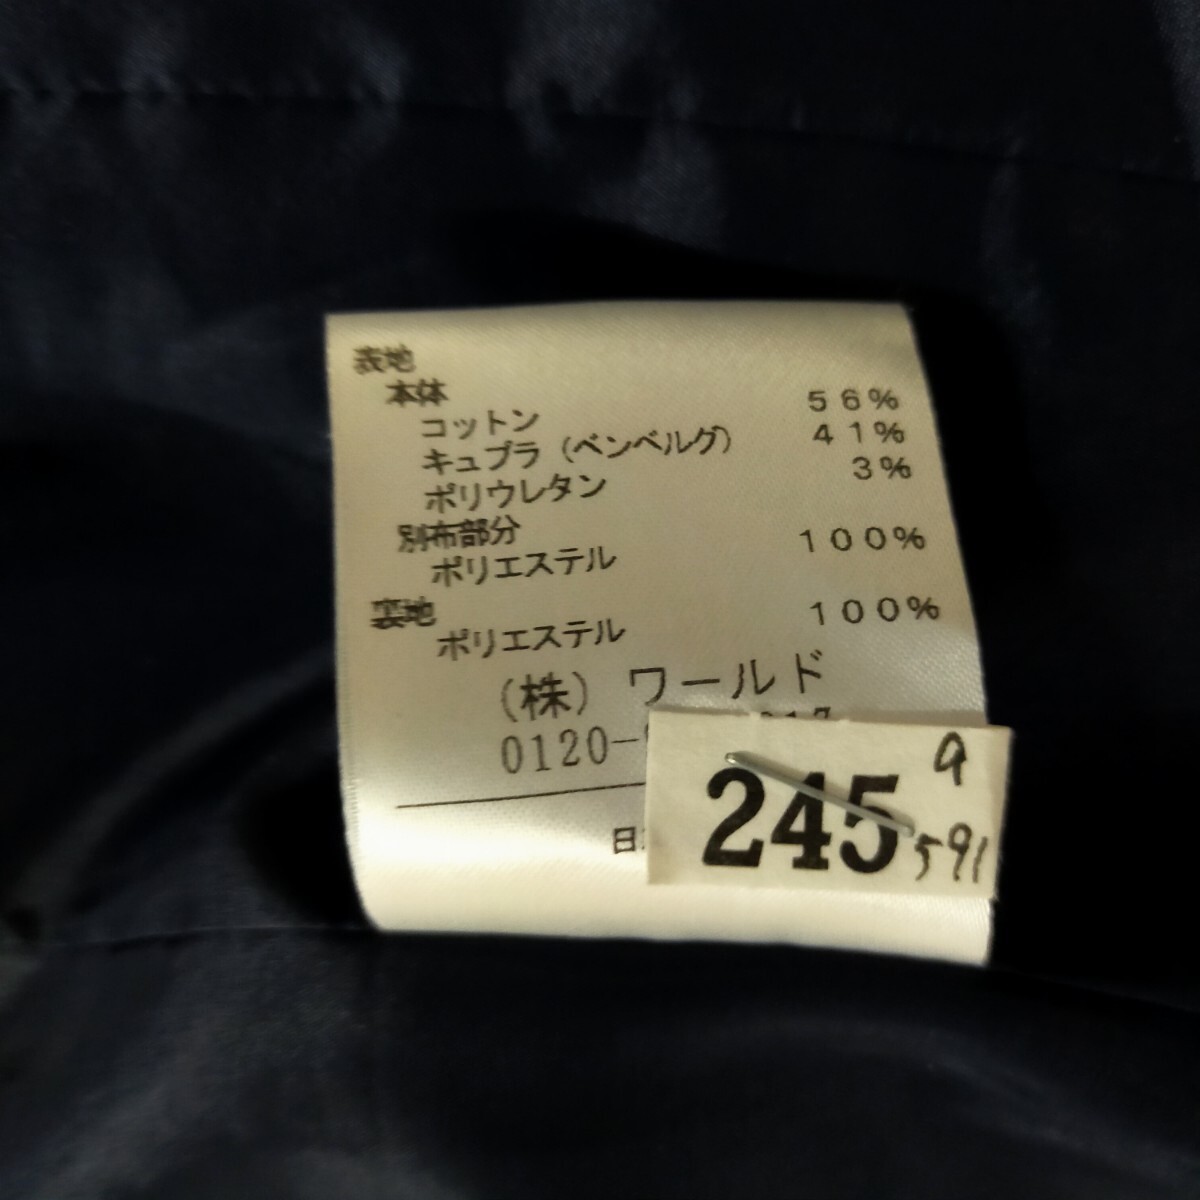 表地
本体
コットン 56%
キュプラ (ベンベルグ) 41%
ポリウレタン 3%
別布部分
ポリエステル 100%
裏地
ポリエステル 100%
(株) ワールド
0120-
日
245
a
591